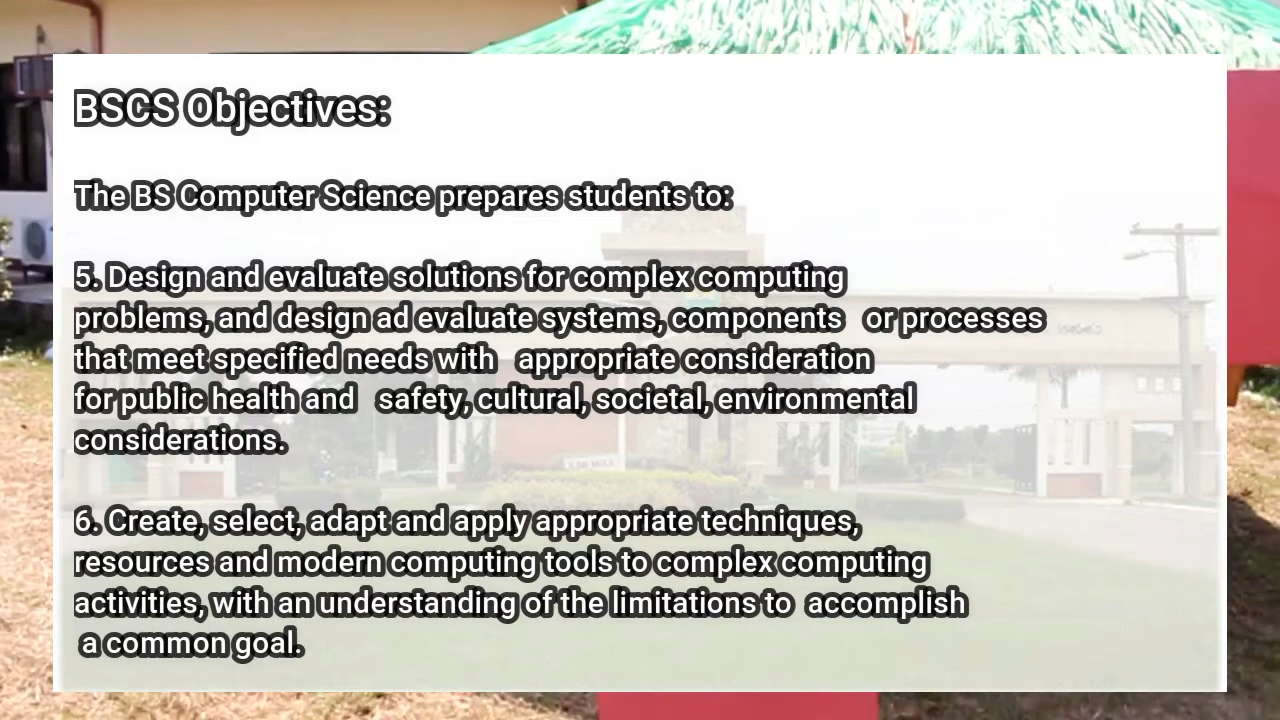 BSCS Objectives:
The BS Computer Science prepares students to:
5. Design and evaluate solutions for complex computing
problems, and design ad evaluate systems, components   or processes
that meet specified needs with   appropriate consideration
for public health and   safety, cultural, societal, environmental
considerations.
6. Create, select, adapt and apply appropriate techniques,
resources and modern computing tools to complex computing
activities, with an understanding of the limitations to  accomplish
a common goal.